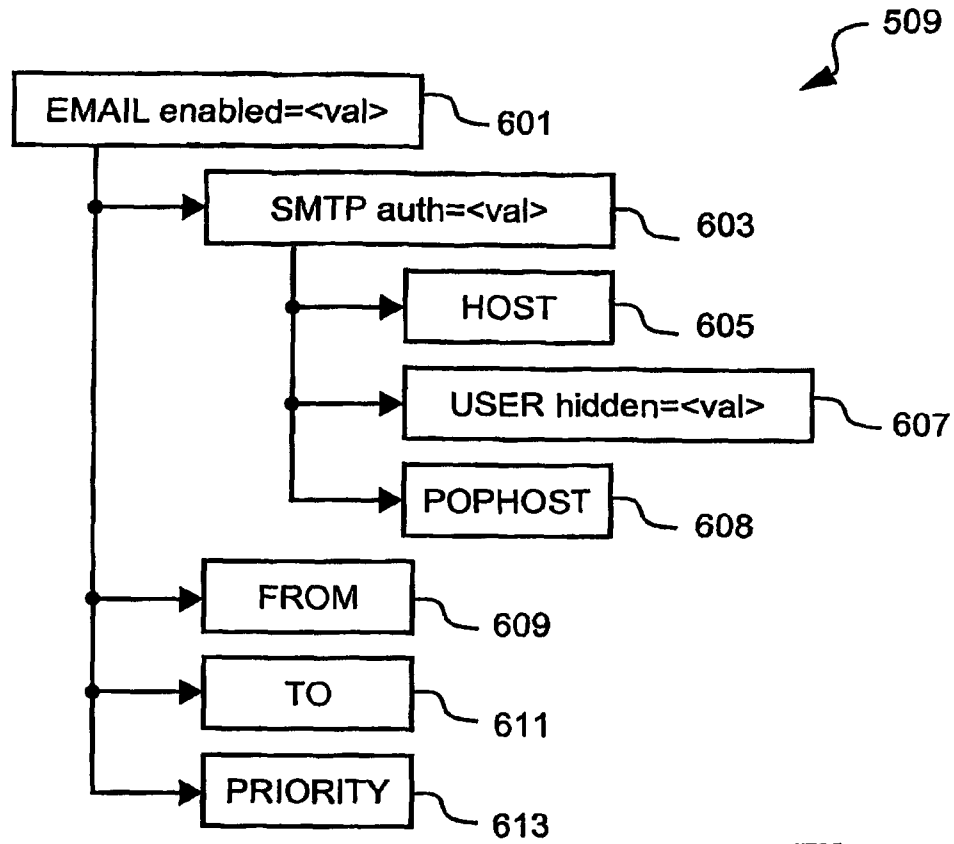 509
EMAIL enabled=<val>
601
SMTP auth=<val>
603
HOST
605
USER hidden=<val>
607
POPHOST
608
FROM
609
TO
611
PRIORITY
613